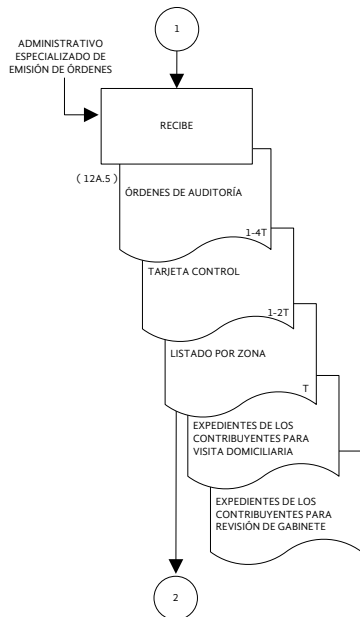 1
ADMINISTRATIVO
ESPECIALIZADO DE
EMISIÓN DE ÓRDENES
RECIBE
( 12A.5 )
ÓRDENES DE AUDITORÍA
1-4T
TARJETA CONTROL
1-2T
LISTADO POR ZONA
T
EXPEDIENTES DE LOS
CONTRIBUYENTES PARA
VISITA DOMICILIARIA
EXPEDIENTES DE LOS
CONTRIBUYENTES PARA
REVISIÓN DE GABINETE
2